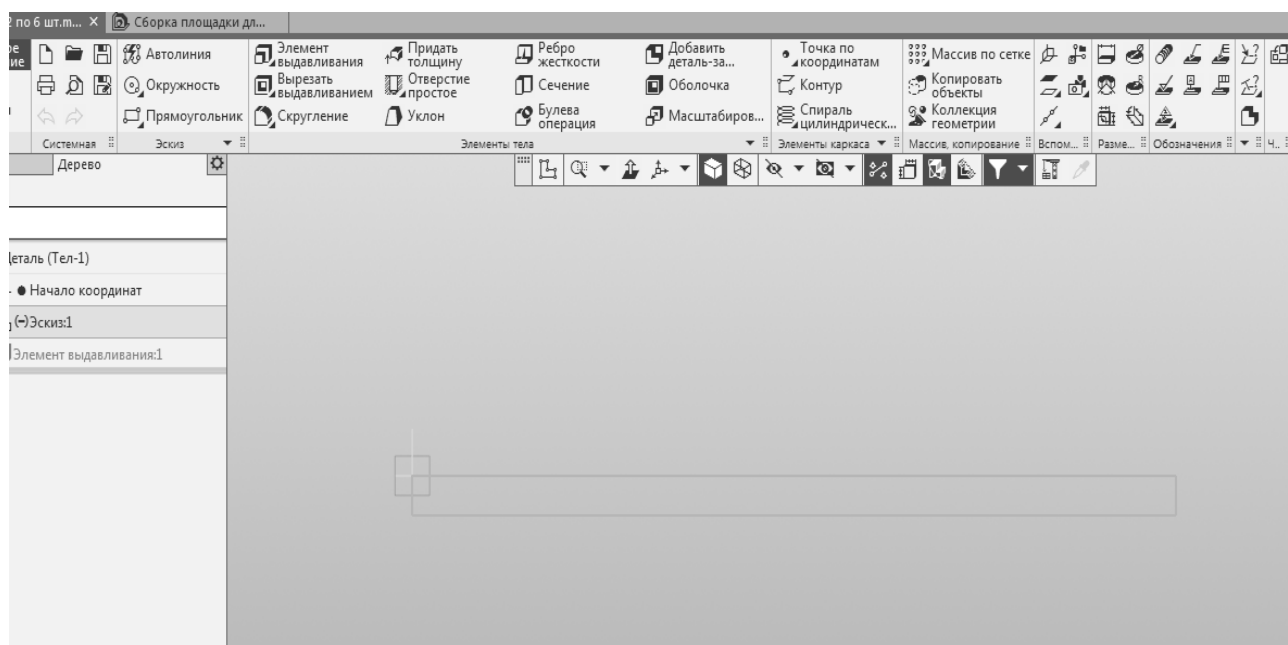 2 по 6 шт.m... × Сборка площадки дл...
ое
ие
Автолиния
Окружность
Прямоугольник
Элемент
выдавливания
Вырезать
выдавливанием
Скругление
Придать
толщину
Отверстие
простое
Уклон
Ребро
жесткости
Сечение
Булева
операция
Добавить
деталь-за...
Оболочка
Масштабиров...
Точка по
координатам
Контур
Спираль
цилиндрическ...
Массив по сетке
Копировать
объекты
Коллекция
геометрии
Системная Эскиз Элементы тела Элементы каркаса Массив, копирование Вспом... Разме... Обозначения Ч...
Дерево
Деталь (Тел-1)
Начало координат
(-)Эскиз:1
Элемент выдавливания:1